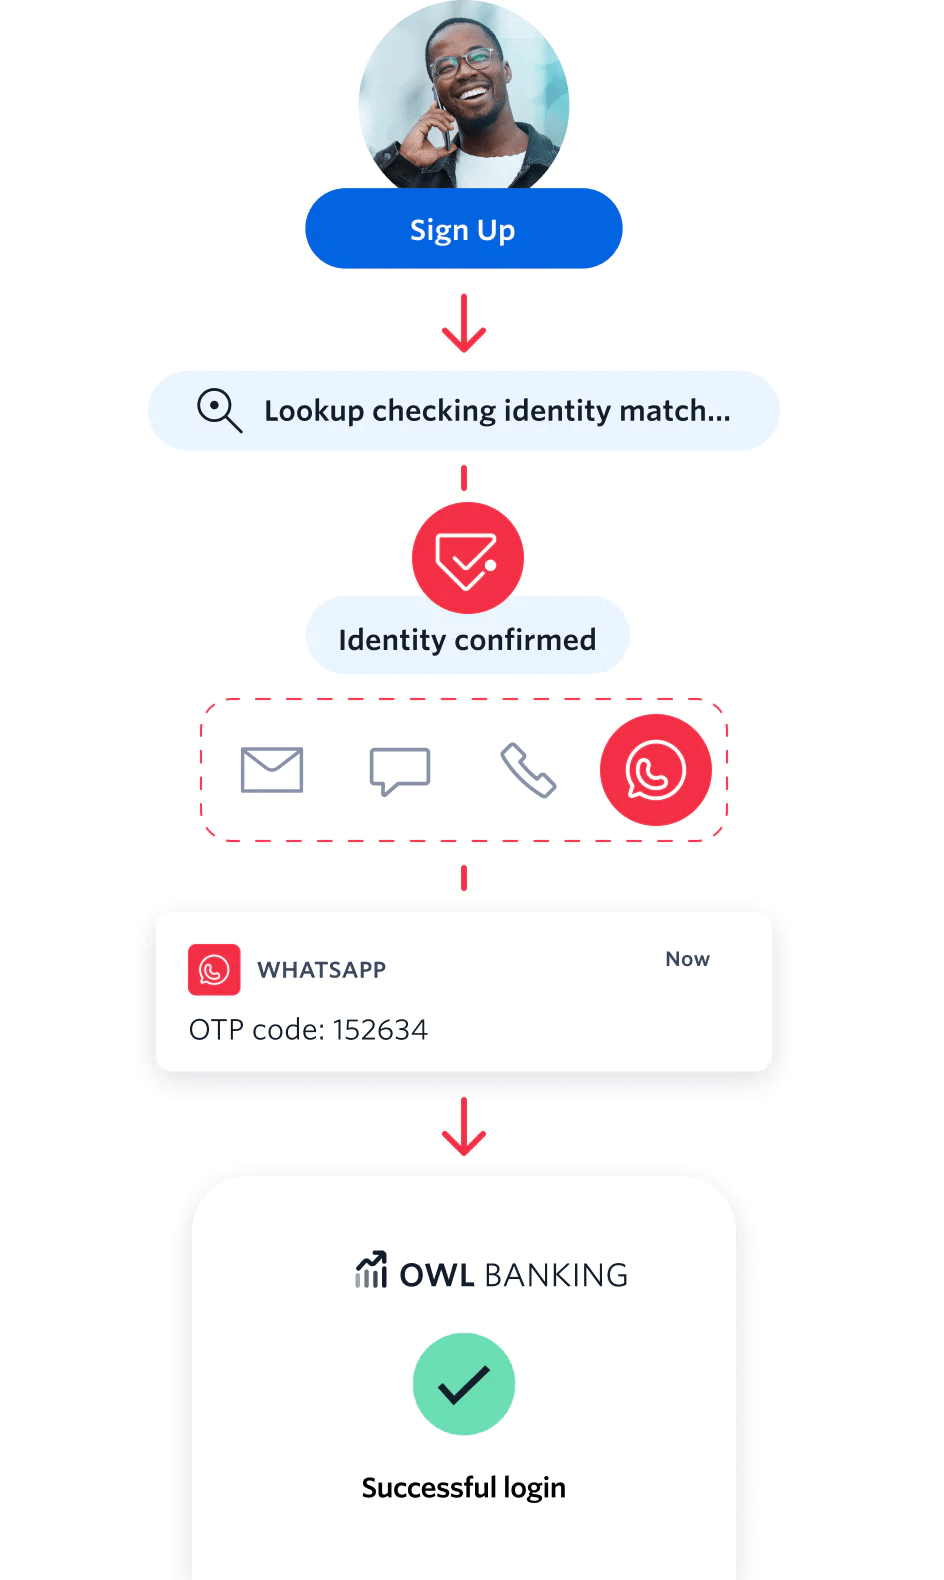 Sign Up
Lookup checking identity match...
Identity confirmed
WHATSAPP
Now
OTP code: 152634
OWL BANKING
Successful login